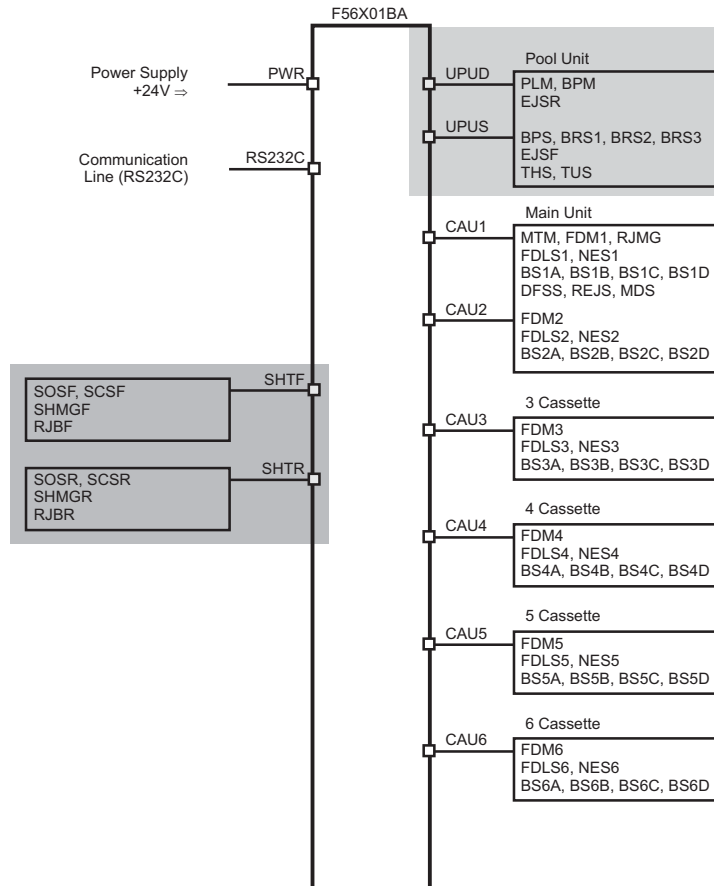 F56X01BA
Power Supply
+24V ⇒
PWR
Communication
Line (RS232C)
RS232C
SHTF
SOSF, SCSF
SHMGF
RJBF
SHTR
SOSR, SCSR
SHMGR
RJBR
UPUD
Pool Unit
PLM, BPM
EJSR
UPUS
BPS, BRS1, BRS2, BRS3
EJSF
THS, TUS
Main Unit
CAU1
MTM, FDM1, RJMG
FDLS1, NES1
BS1A, BS1B, BS1C, BS1D
DFSS, REJS, MDS
CAU2
FDM2
FDLS2, NES2
BS2A, BS2B, BS2C, BS2D
3 Cassette
CAU3
FDM3
FDLS3, NES3
BS3A, BS3B, BS3C, BS3D
4 Cassette
CAU4
FDM4
FDLS4, NES4
BS4A, BS4B, BS4C, BS4D
5 Cassette
CAU5
FDM5
FDLS5, NES5
BS5A, BS5B, BS5C, BS5D
6 Cassette
CAU6
FDM6
FDLS6, NES6
BS6A, BS6B, BS6C, BS6D